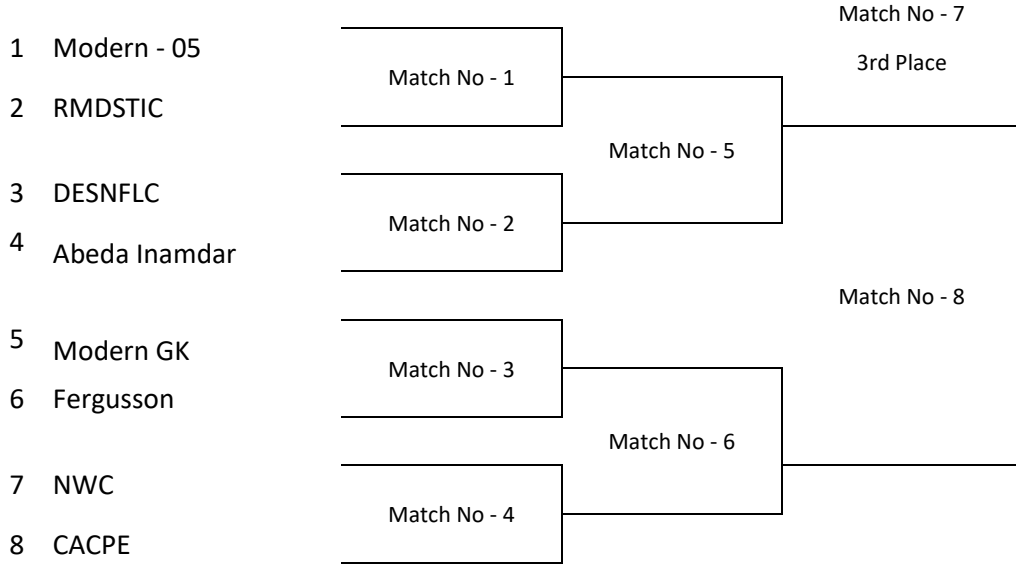 Match No - 7
1 Modern - 05
3rd Place
Match No - 1
2 RMDSTIC
Match No - 5
3 DESNFLC
Match No - 2
4 Abeda Inamdar
Match No - 8
5 Modern GK
Match No - 3
6 Fergusson
Match No - 6
7 NWC
Match No - 4
8 CACPE